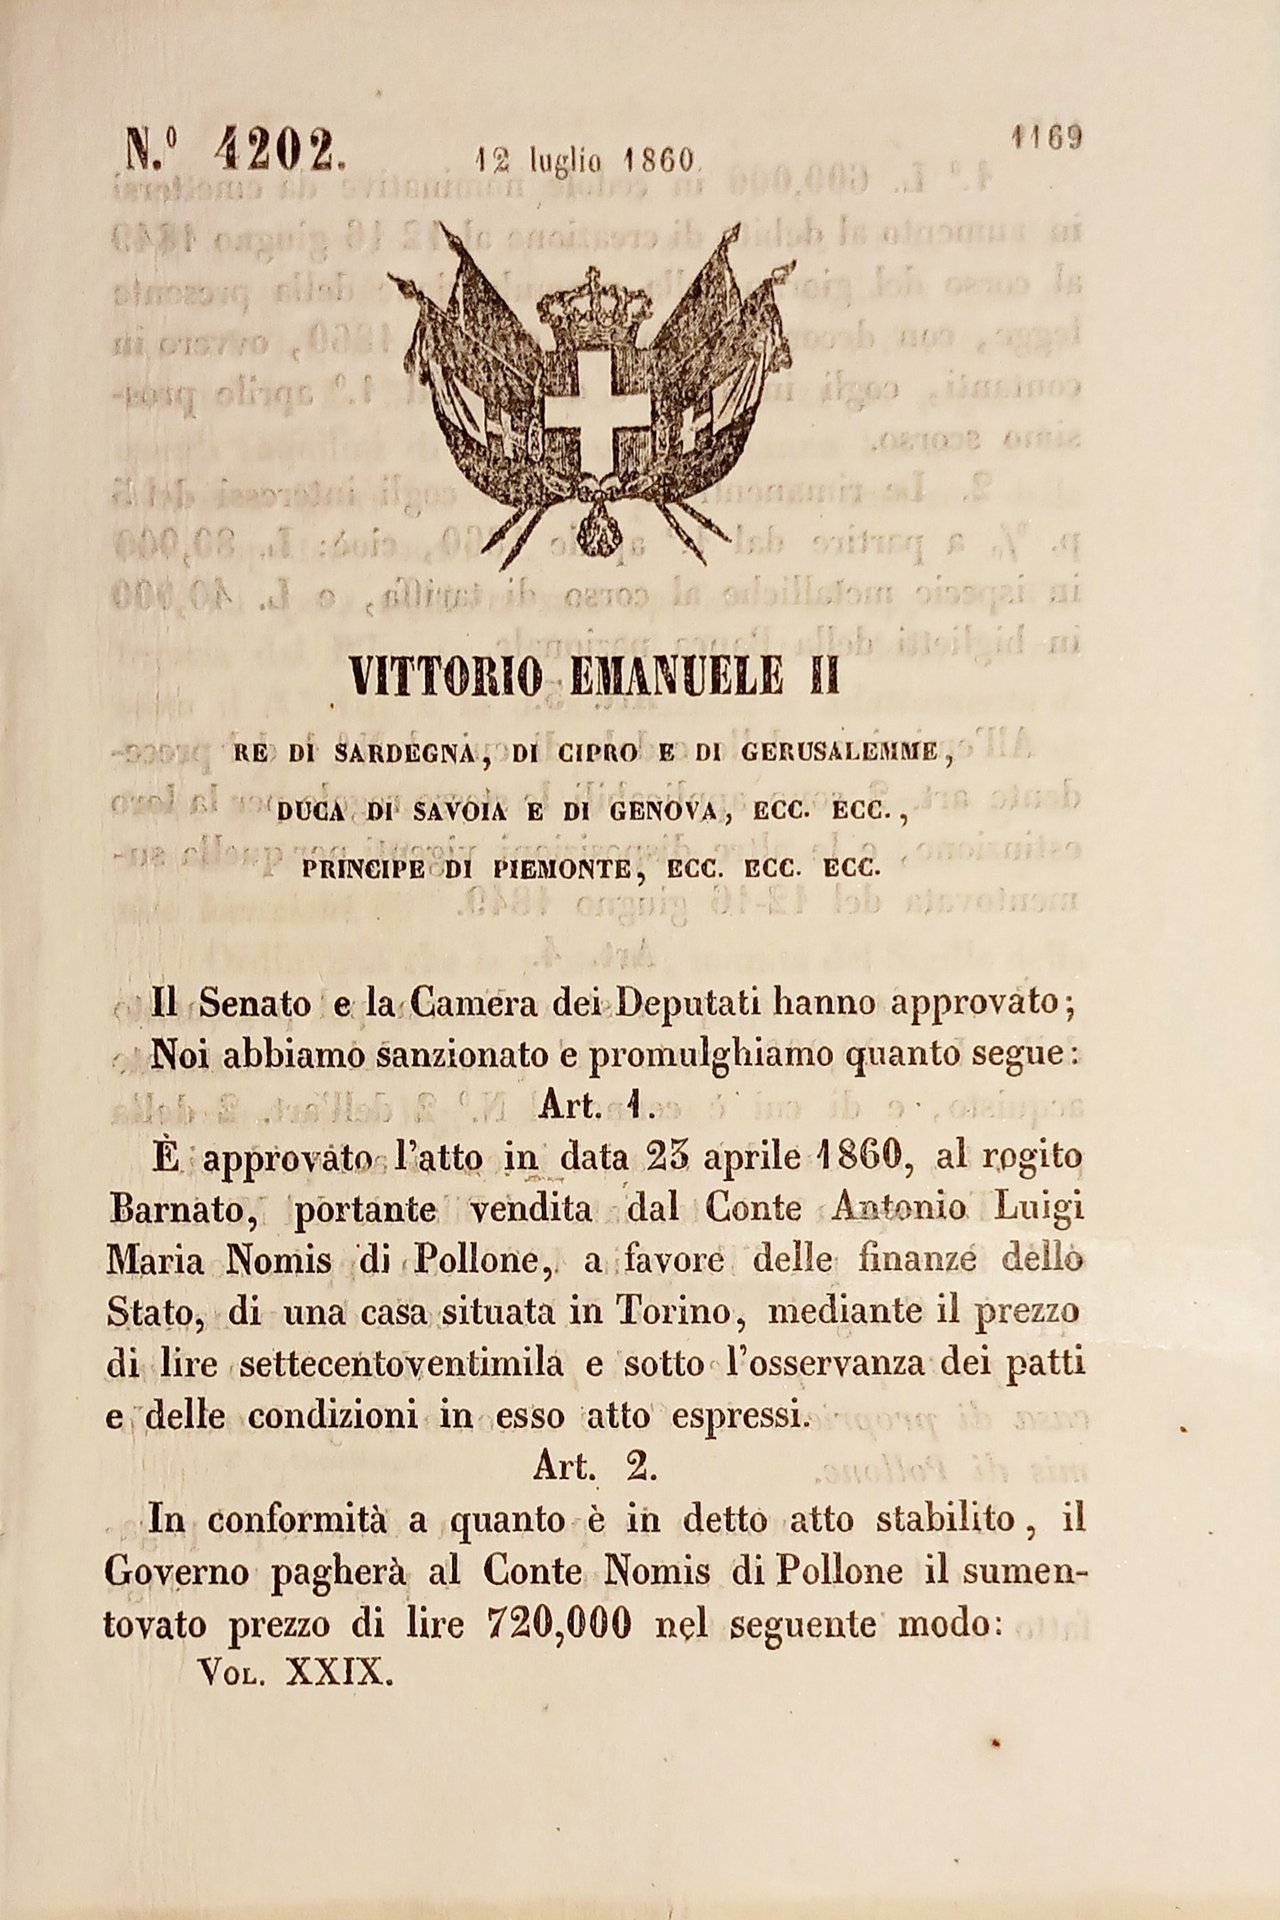 N.º 4202. 12 luglio 1860. 1169
VITTORIO EMANUELE II
RE DI SARDEGNA, DI CIPRO E DI GERUSALEMME,
DUCA DI SAVOIA E DI GENOVA, ECC. ECC.,
PRINCIPE DI PIEMONTE, ECC. ECC. ECC.
Il Senato e la Camera dei Deputati hanno approvato;
Noi abbiamo sanzionato e promulghiamo quanto segue:
Art. 1.
È approvato l'atto in data 23 aprile 1860, al rogito
Barnato, portante vendita dal Conte Antonio Luigi
Maria Nomis di Pollone, a favore delle finanze dello
Stato, di una casa situata in Torino, mediante il prezzo
di lire settecentoventimila e sotto l'osservanza dei patti
e delle condizioni in esso atto espressi.
Art. 2.
In conformità a quanto è in detto atto stabilito, il
Governo pagherà al Conte Nomis di Pollone il sumen-
tovato prezzo di lire 720,000 nel seguente modo:
VOL. XXIX.